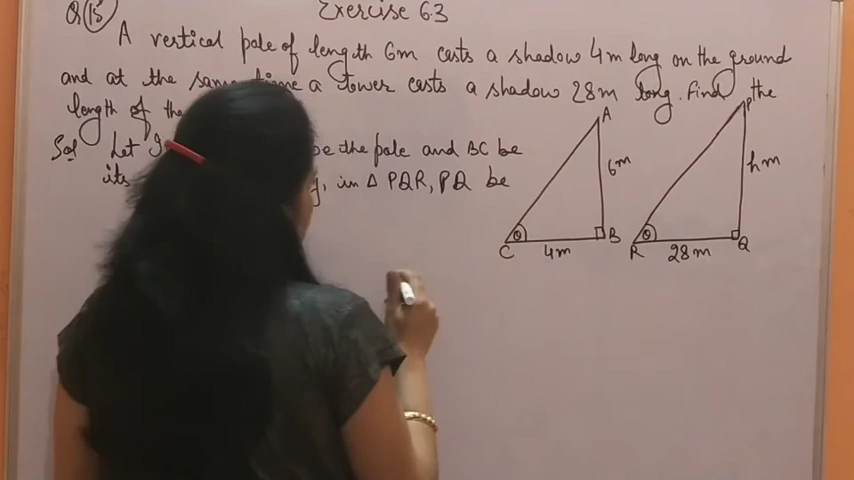 Q 15 Exercise 6.3
A vertical pole of length 6m casts a shadow 4m long on the ground
and at the same time a tower casts a shadow 28m long. Find the
length of the
Sol Let be the pole and BC be
its in Δ PQR, PQ be
A
6m
θ
C
4m
B
P
hm
θ
R
28m
Q